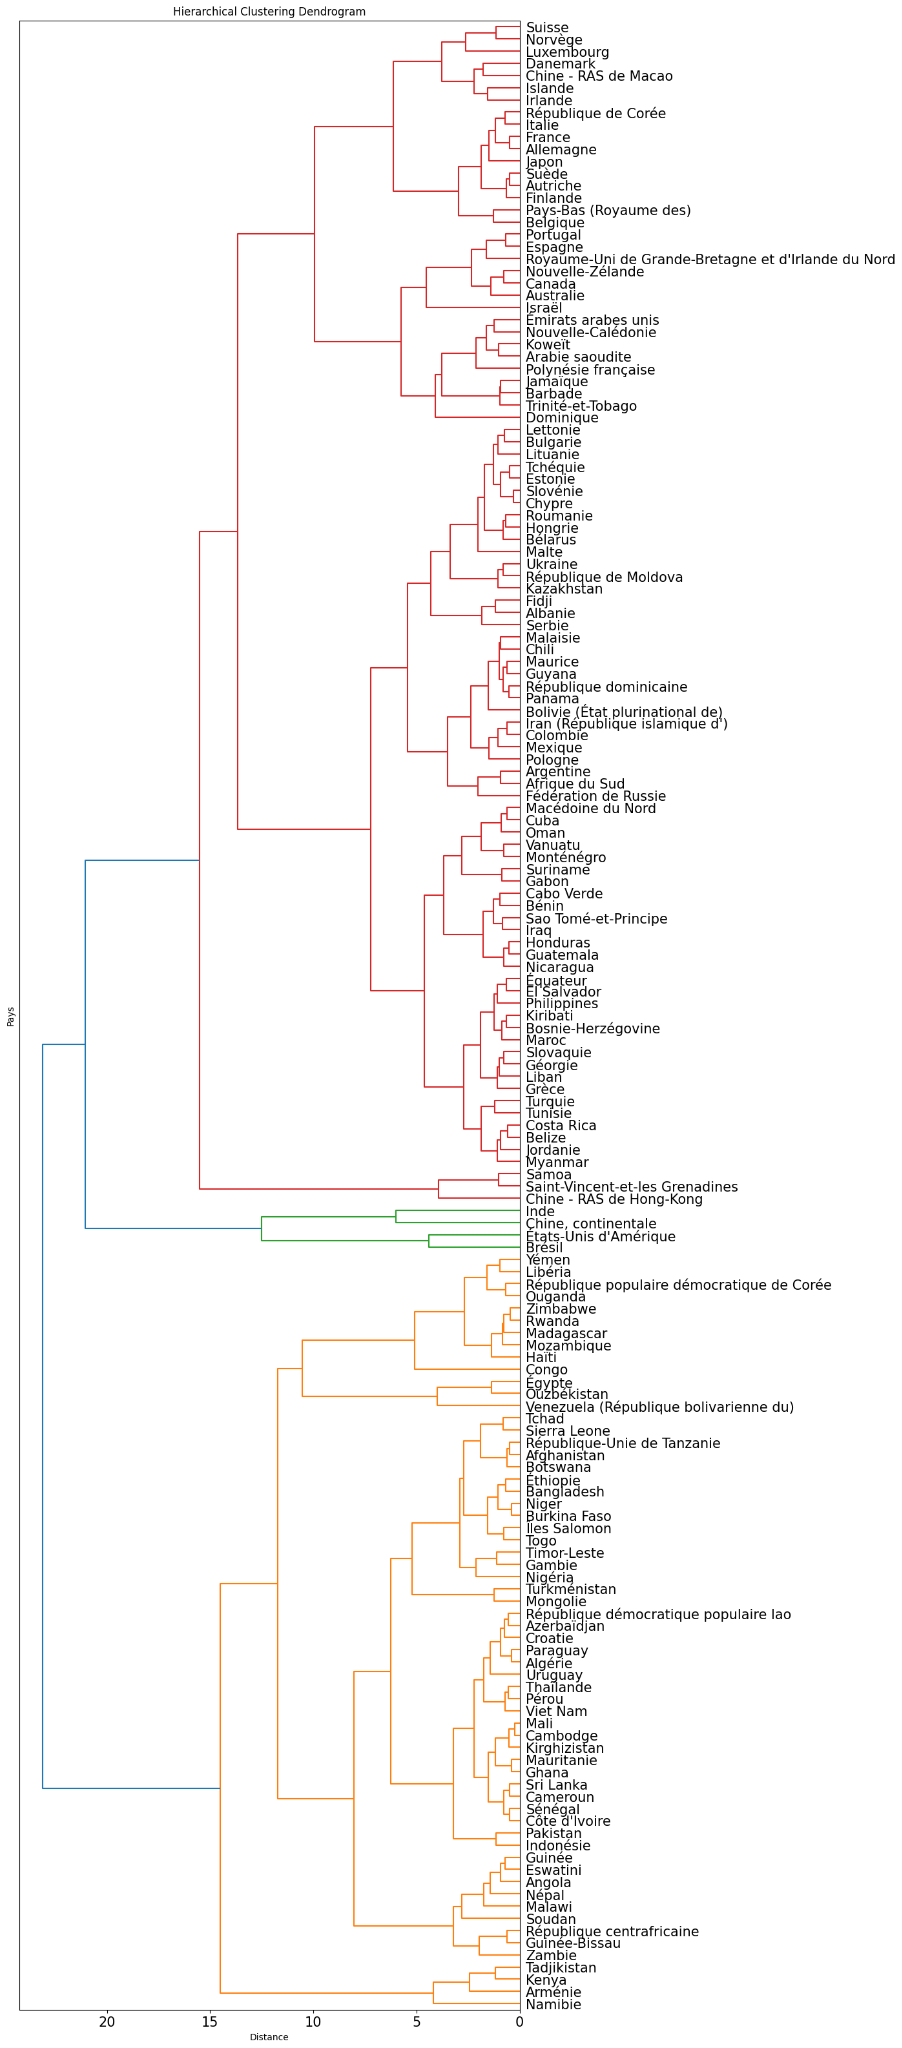 Hierarchical Clustering Dendrogram
Suisse
Norvège
Luxembourg
Danemark
Chine - RAS de Macao
Islande
Irlande
République de Corée
Italie
France
Allemagne
Japon
Suède
Autriche
Finlande
Pays-Bas (Royaume des)
Belgique
Portugal
Espagne
Royaume-Uni de Grande-Bretagne et d'Irlande du Nord
Nouvelle-Zélande
Canada
Australie
Israël
Émirats arabes unis
Nouvelle-Calédonie
Koweït
Arabie saoudite
Polynésie française
Jamaïque
Barbade
Trinité-et-Tobago
Dominique
Lettonie
Bulgarie
Lituanie
Tchéquie
Estonie
Slovénie
Chypre
Roumanie
Hongrie
Bélarus
Malte
Ukraine
République de Moldova
Kazakhstan
Fidji
Albanie
Serbie
Malaisie
Chili
Maurice
Guyana
République dominicaine
Panama
Bolivie (État plurinational de)
Iran (République islamique d')
Colombie
Mexique
Pologne
Argentine
Afrique du Sud
Fédération de Russie
Macédoine du Nord
Cuba
Oman
Vanuatu
Monténégro
Suriname
Gabon
Cabo Verde
Bénin
Sao Tomé-et-Principe
Iraq
Honduras
Guatemala
Nicaragua
Équateur
El Salvador
Philippines
Kiribati
Bosnie-Herzégovine
Maroc
Slovaquie
Géorgie
Liban
Grèce
Turquie
Tunisie
Costa Rica
Belize
Jordanie
Myanmar
Samoa
Saint-Vincent-et-les Grenadines
Chine - RAS de Hong-Kong
Inde
Chine, continentale
États-Unis d'Amérique
Brésil
Yémen
Libéria
République populaire démocratique de Corée
Ouganda
Zimbabwe
Rwanda
Madagascar
Mozambique
Haïti
Congo
Égypte
Ouzbékistan
Venezuela (République bolivarienne du)
Tchad
Sierra Leone
République-Unie de Tanzanie
Afghanistan
Botswana
Éthiopie
Bangladesh
Niger
Burkina Faso
Îles Salomon
Togo
Timor-Leste
Gambie
Nigéria
Turkménistan
Mongolie
République démocratique populaire lao
Azerbaïdjan
Croatie
Paraguay
Algérie
Uruguay
Thaïlande
Pérou
Viet Nam
Mali
Cambodge
Kirghizistan
Mauritanie
Ghana
Sri Lanka
Cameroun
Sénégal
Côte d'Ivoire
Pakistan
Indonésie
Guinée
Eswatini
Angola
Népal
Malawi
Soudan
République centrafricaine
Guinée-Bissau
Zambie
Tadjikistan
Kenya
Arménie
Namibie
Pays
20 15 10 5 0
Distance